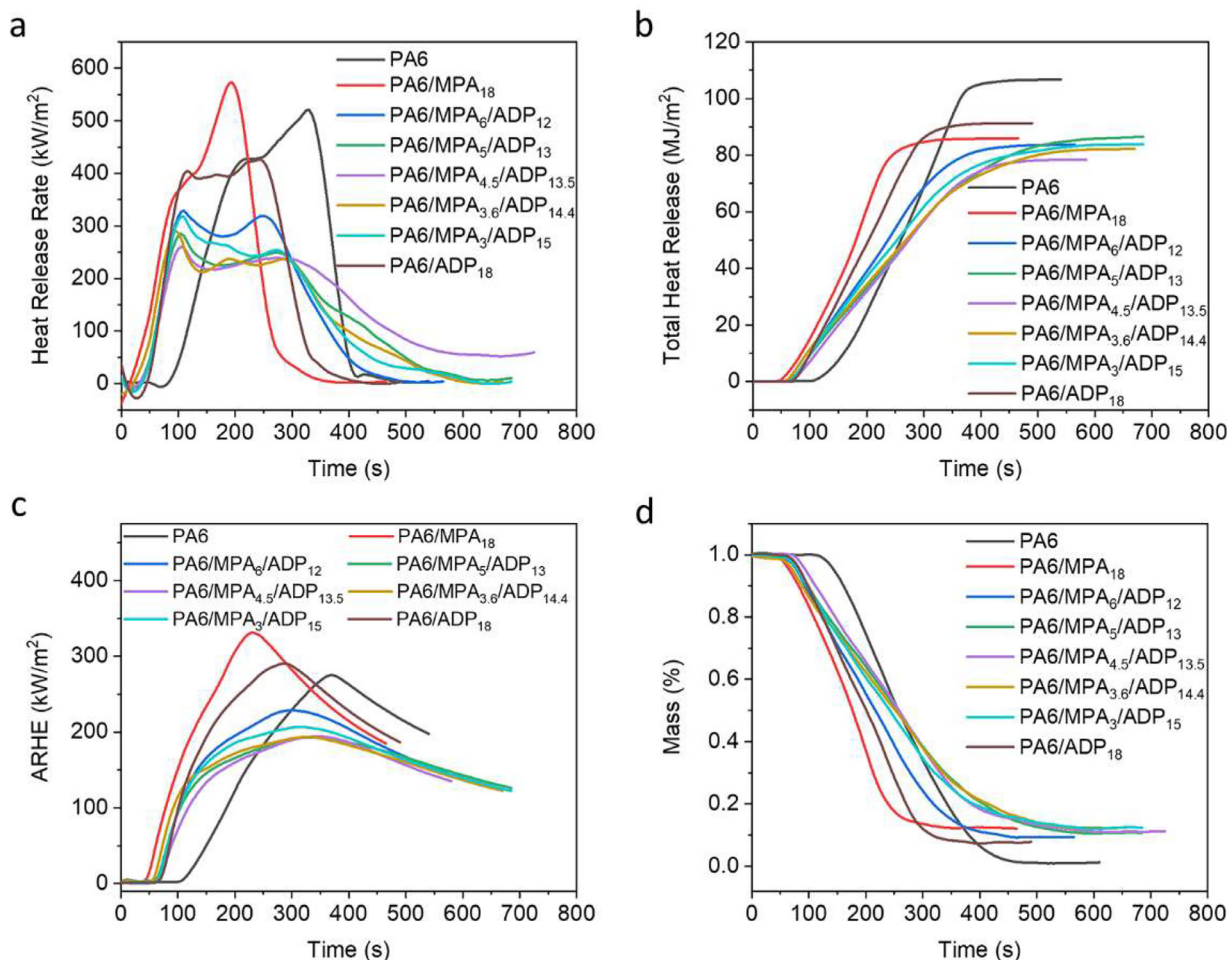 a
Heat Release Rate (kW/m²)
600
500
400
300
200
100
0
PA6
PA6/MPA₁₈
PA6/MPA₆/ADP₁₂
PA6/MPA₅/ADP₁₃
PA6/MPA₄.₅/ADP₁₃.₅
PA6/MPA₃.₆/ADP₁₄.₄
PA6/MPA₃/ADP₁₅
PA6/ADP₁₈
0 100 200 300 400 500 600 700 800
Time (s)
b
Total Heat Release (MJ/m²)
120
100
80
60
40
20
0
PA6
PA6/MPA₁₈
PA6/MPA₆/ADP₁₂
PA6/MPA₅/ADP₁₃
PA6/MPA₄.₅/ADP₁₃.₅
PA6/MPA₃.₆/ADP₁₄.₄
PA6/MPA₃/ADP₁₅
PA6/ADP₁₈
0 100 200 300 400 500 600 700 800
Time (s)
c
ARHE (kW/m²)
400
300
200
100
0
PA6 PA6/MPA₁₈
PA6/MPA₆/ADP₁₂ PA6/MPA₅/ADP₁₃
PA6/MPA₄.₅/ADP₁₃.₅ PA6/MPA₃.₆/ADP₁₄.₄
PA6/MPA₃/ADP₁₅ PA6/ADP₁₈
0 100 200 300 400 500 600 700 800
Time (s)
d
Mass (%)
1.0
0.8
0.6
0.4
0.2
0.0
PA6
PA6/MPA₁₈
PA6/MPA₆/ADP₁₂
PA6/MPA₅/ADP₁₃
PA6/MPA₄.₅/ADP₁₃.₅
PA6/MPA₃.₆/ADP₁₄.₄
PA6/MPA₃/ADP₁₅
PA6/ADP₁₈
0 100 200 300 400 500 600 700 800
Time (s)